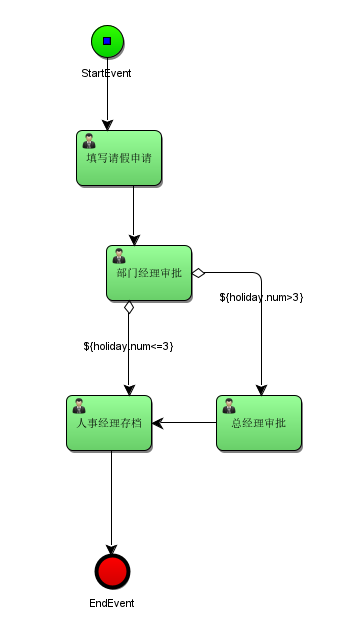 StartEvent
填写请假申请
部门经理审批
${holiday.num>3}
${holiday.num<=3}
人事经理存档
总经理审批
EndEvent